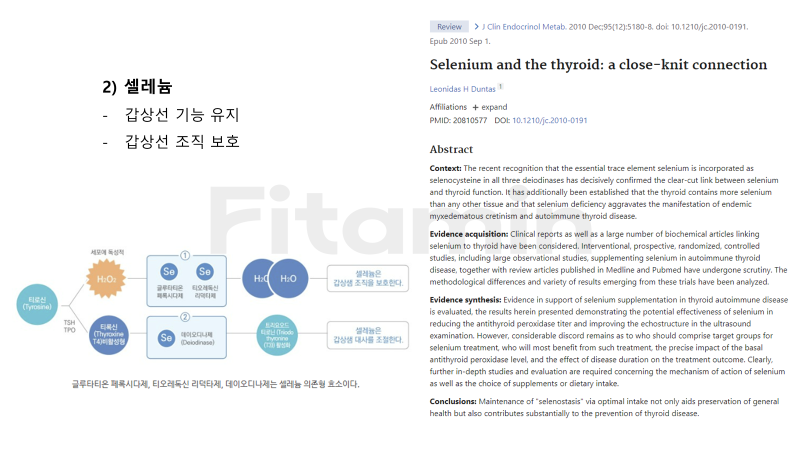 2) 셀레늄
- 갑상선 기능 유지
- 갑상선 조직 보호
세포에 독성적
H₂O₂
티로신
(Tyrosine)
TSH
TPO
티록신
(Thyroxine
T4)비활성형
①
Se
Se
글루타티온
페록시다제
티오레독신
리덕타제
H₂O
H₂O
셀레늄은
갑상샘 조직을 보호한다.
②
Se
데이오디나제
(Deiodinase)
트리요오드
티로닌
thyronine
(T3) 활성화
셀레늄은
갑상샘 대사를 조절한다.
글루타티온 페록시다제, 티오레독신 리덕타제, 데이오디나제는 셀레늄 의존형 효소이다.
Fitamin
Review
J Clin Endocrinol Metab. 2010 Dec;95(12):5180-8. doi: 10.1210/jc.2010-0191.
Epub 2010 Sep 1.
Selenium and the thyroid: a close-knit connection
Leonidas H Duntas 1
Affiliations + expand
PMID: 20810577 DOI: 10.1210/jc.2010-0191
Abstract
Context: The recent recognition that the essential trace element selenium is incorporated as
selenocysteine in all three deiodinases has decisively confirmed the clear-cut link between selenium
and thyroid function. It has additionally been established that the thyroid contains more selenium
than any other tissue and that selenium deficiency aggravates the manifestation of endemic
myxedematous cretinism and autoimmune thyroid disease.
Evidence acquisition: Clinical reports as well as a large number of biochemical articles linking
selenium to thyroid have been considered. Interventional, prospective, randomized, controlled
studies, including large observational studies, supplementing selenium in autoimmune thyroid
disease, together with review articles published in Medline and Pubmed have undergone scrutiny. The
methodological differences and variety of results emerging from these trials have been analyzed.
Evidence synthesis: Evidence in support of selenium supplementation in thyroid autoimmune disease
is evaluated, the results herein presented demonstrating the potential effectiveness of selenium in
reducing the antithyroid peroxidase titer and improving the echostructure in the ultrasound
examination. However, considerable discord remains as to who should comprise target groups for
selenium treatment, who will most benefit from such treatment, the precise impact of the basal
antithyroid peroxidase level, and the effect of disease duration on the treatment outcome. Clearly,
further in-depth studies and evaluation are required concerning the mechanism of action of selenium
as well as the choice of supplements or dietary intake.
Conclusions: Maintenance of "selenostasis" via optimal intake not only aids preservation of general
health but also contributes substantially to the prevention of thyroid disease.